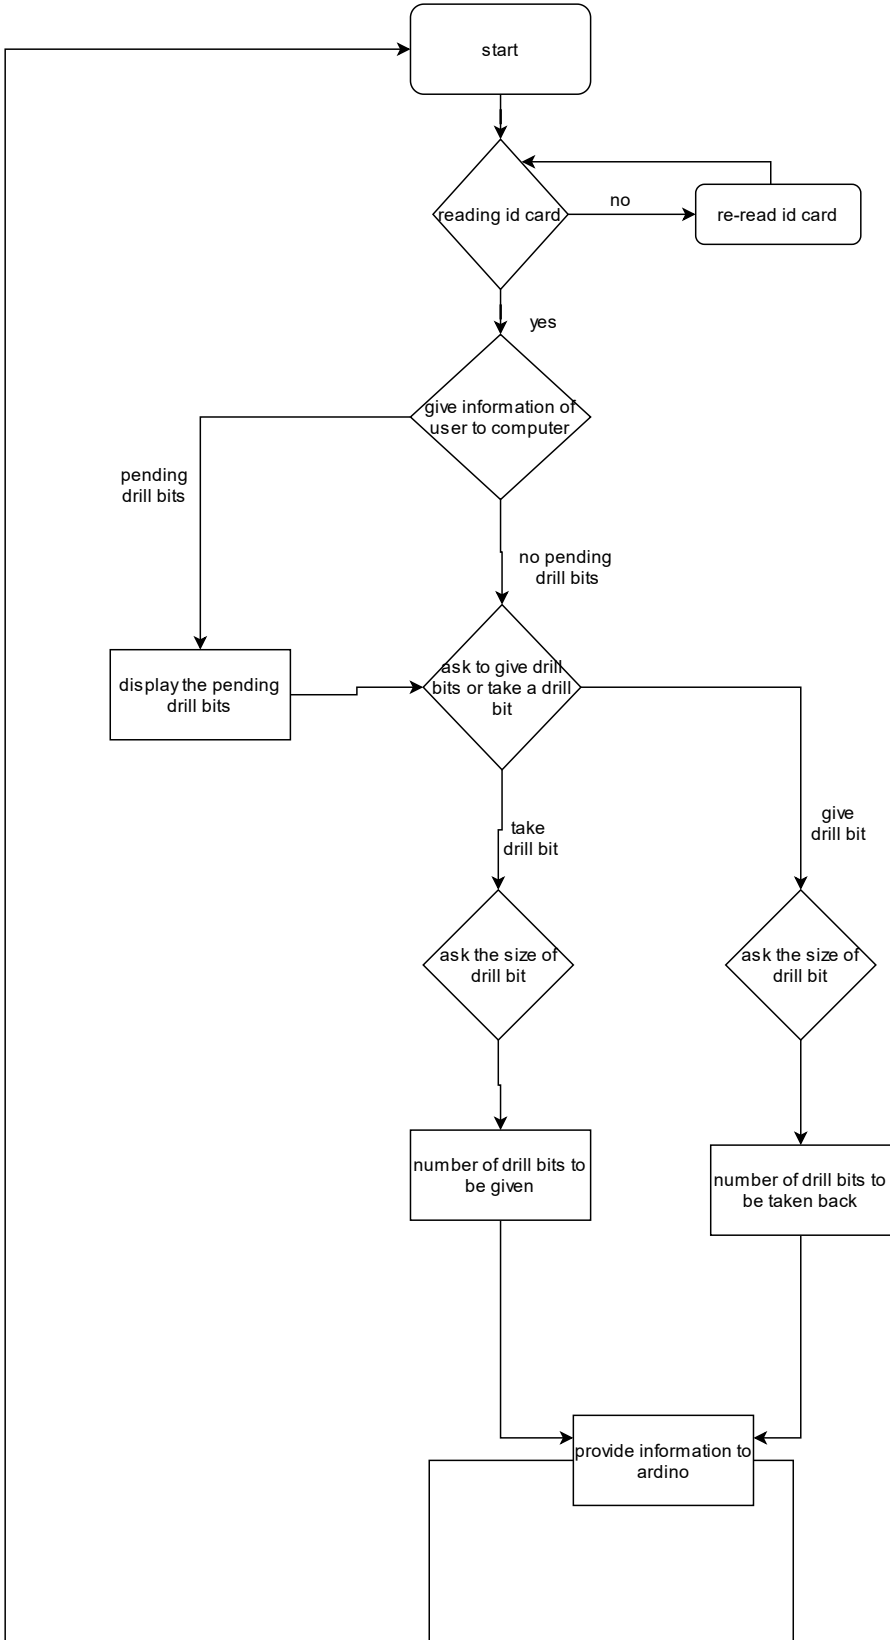 start
reading id card
no
re-read id card
yes
give information of
user to computer
pending
drill bits
no pending
drill bits
display the pending
drill bits
ask to give drill
bits or take a drill
bit
take
drill bit
give
drill bit
ask the size of
drill bit
ask the size of
drill bit
number of drill bits to
be given
number of drill bits to
be taken back
provide information to
ardino